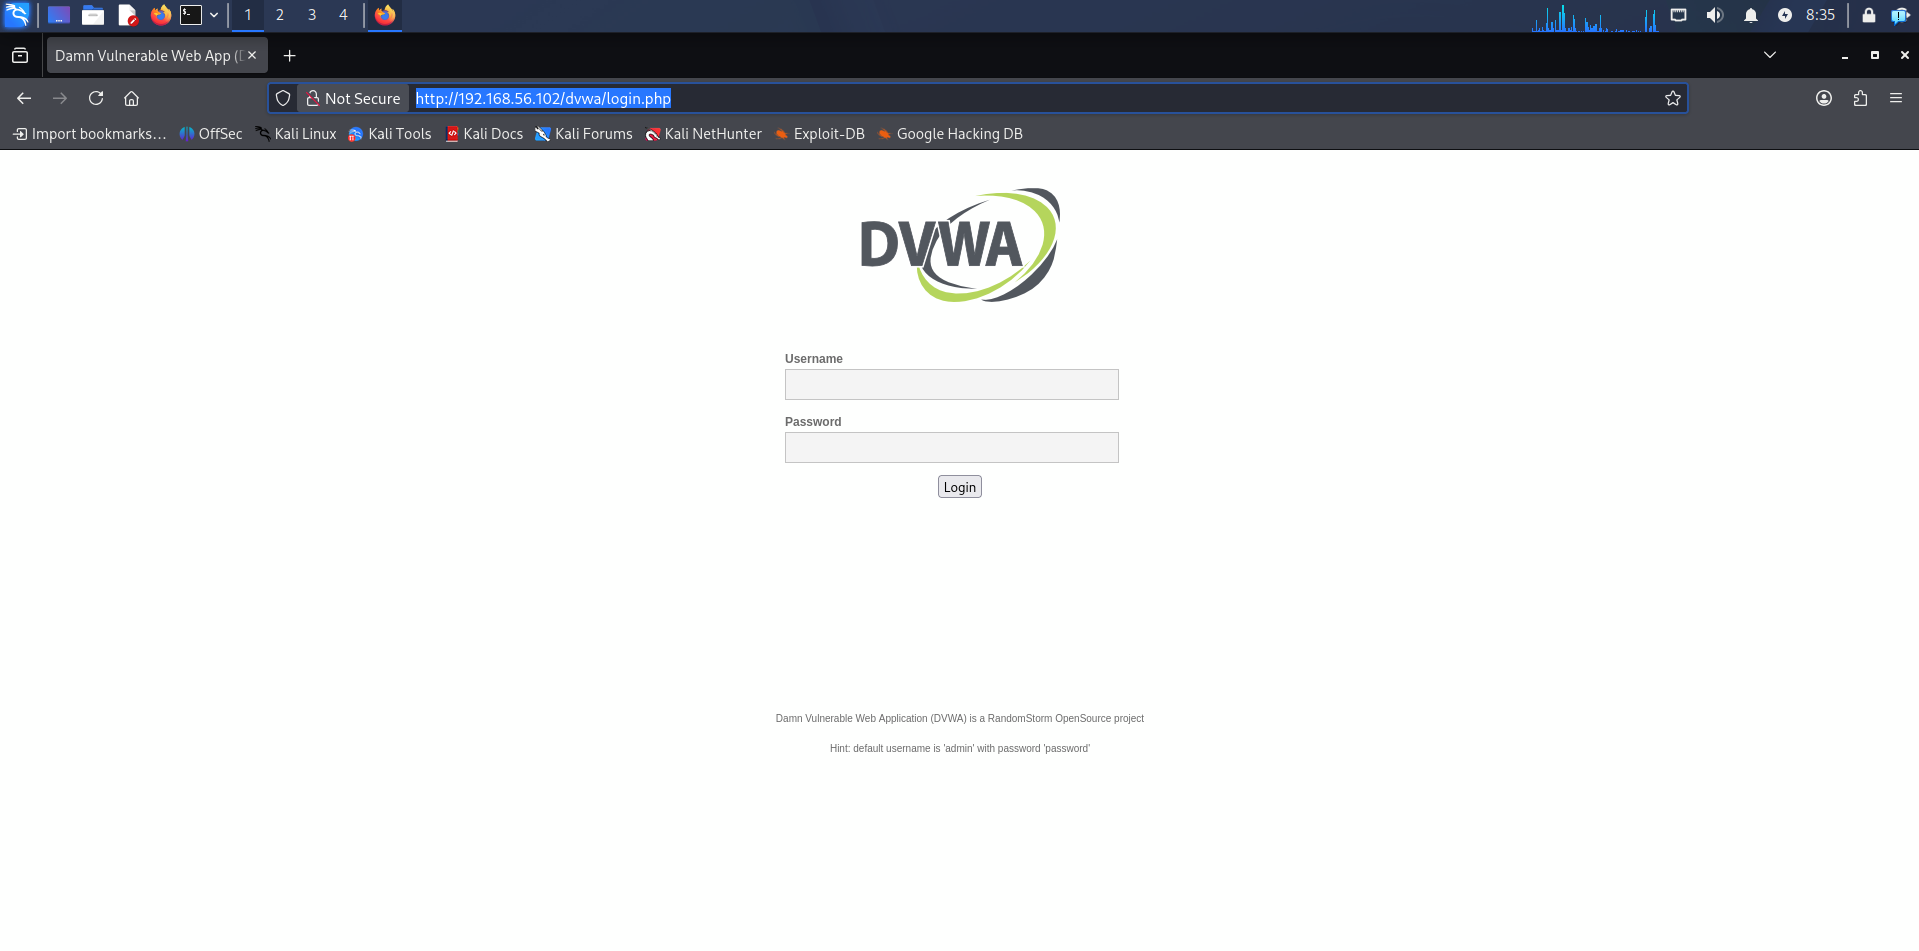 1 2 3 4 8:35
Damn Vulnerable Web App (
Not Secure http://192.168.56.102/dvwa/login.php
Import bookmarks... OffSec Kali Linux Kali Tools Kali Docs Kali Forums Kali NetHunter Exploit-DB Google Hacking DB
DVWA
Username
Password
Login
Damn Vulnerable Web Application (DVWA) is a RandomStorm OpenSource project
Hint: default username is 'admin' with password 'password'